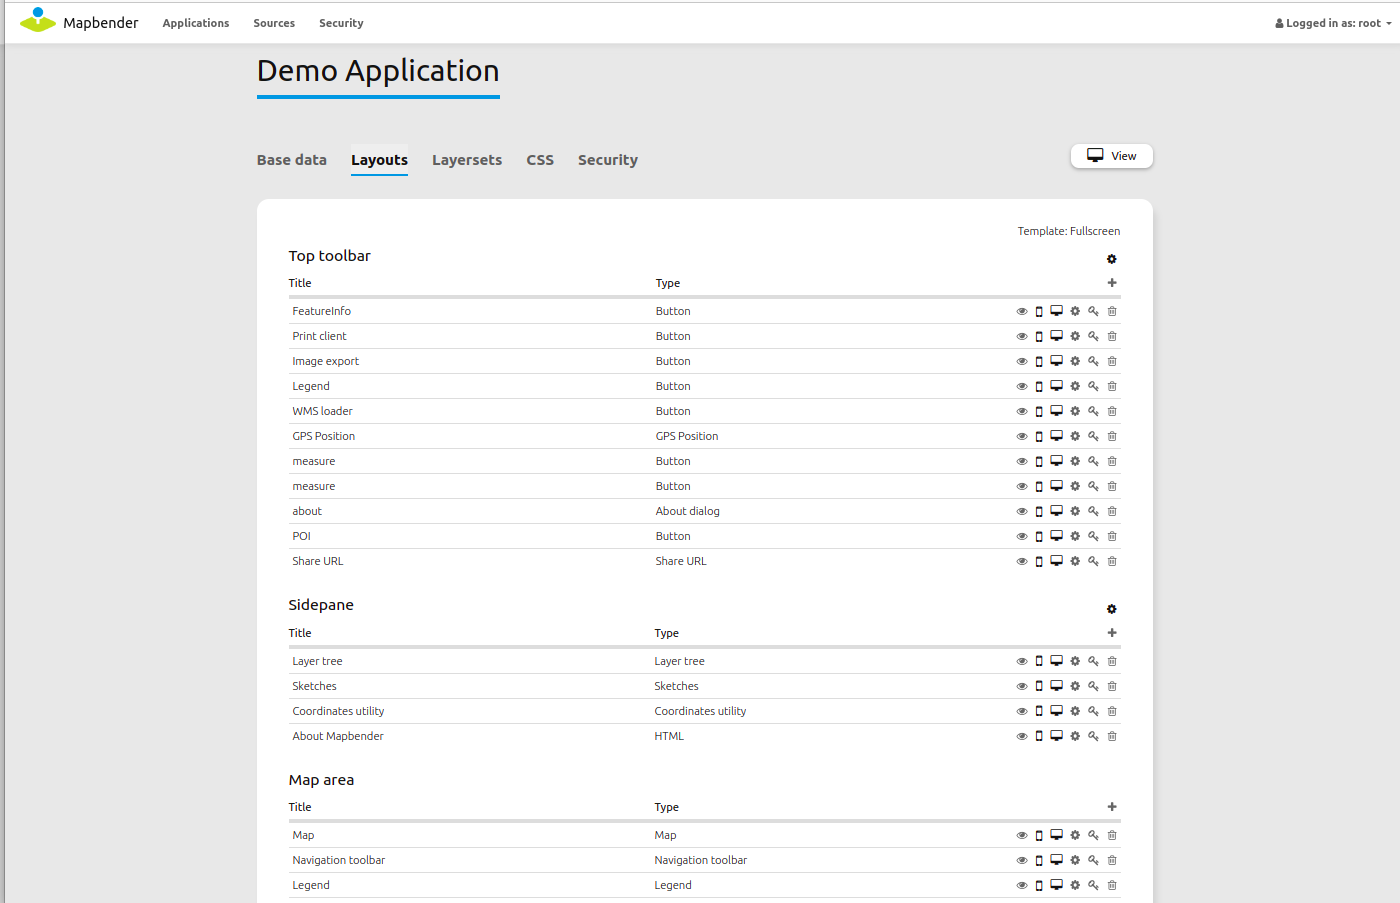 Mapbender Applications Sources Security Logged in as: root
Demo Application
Base data Layouts Layersets CSS Security View
Template: Fullscreen
Top toolbar
Title Type
FeatureInfo Button
Print client Button
Image export Button
Legend Button
WMS loader Button
GPS Position GPS Position
measure Button
measure Button
about About dialog
POI Button
Share URL Share URL
Sidepane
Title Type
Layer tree Layer tree
Sketches Sketches
Coordinates utility Coordinates utility
About Mapbender HTML
Map area
Title Type
Map Map
Navigation toolbar Navigation toolbar
Legend Legend